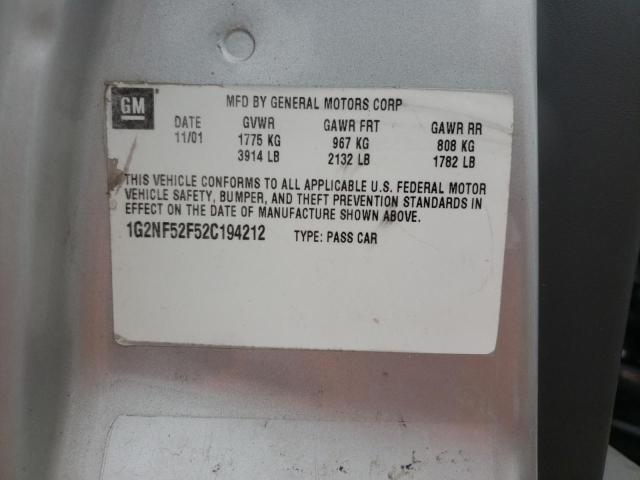 GM
MFD BY GENERAL MOTORS CORP
DATE GVWR GAWR FRT GAWR RR
11/01 1775 KG 967 KG 808 KG
3914 LB 2132 LB 1782 LB
THIS VEHICLE CONFORMS TO ALL APPLICABLE U.S. FEDERAL MOTOR
VEHICLE SAFETY, BUMPER, AND THEFT PREVENTION STANDARDS IN
EFFECT ON THE DATE OF MANUFACTURE SHOWN ABOVE.
1G2NF52F52C194212 TYPE: PASS CAR